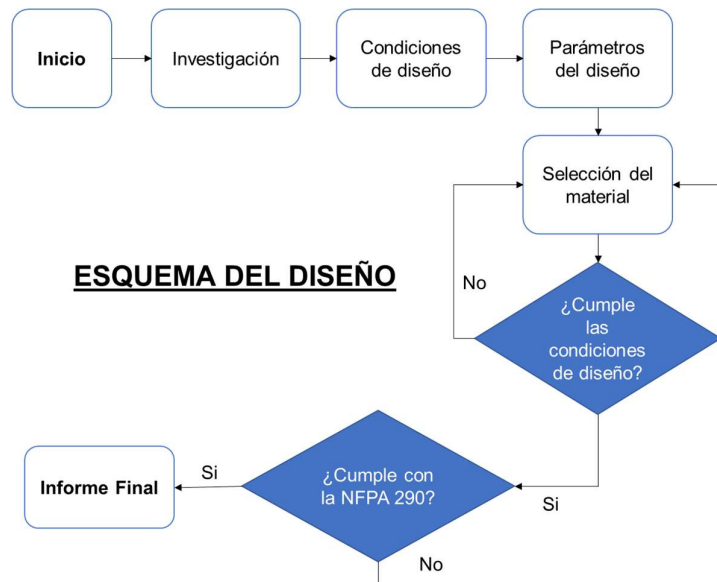 Inicio
Investigación
Condiciones
de diseño
Parámetros
del diseño
Selección del
material
ESQUEMA DEL DISEÑO
No
¿Cumple
las
condiciones
de diseño?
Si
¿Cumple con
la NFPA 290?
Si
Informe Final
No